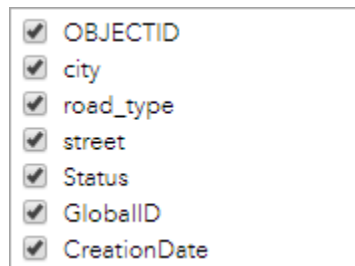 OBJECTID
city
road_type
street
Status
GlobalID
CreationDate